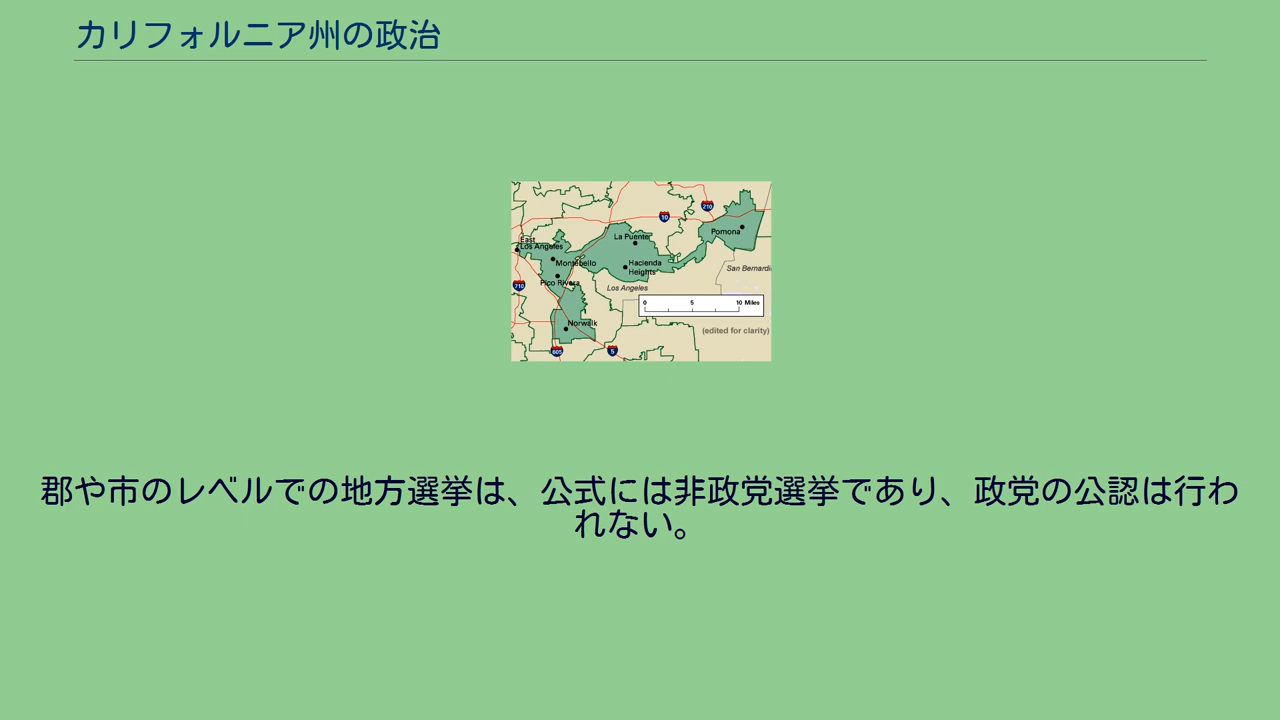 カリフォルニア州の政治
10
210
Pomona
La Puente
East
Los Angeles
Montebello
Hacienda
Heights
San Bernardi
Pico Rivera
710
Los Angeles
0 5 10 Miles
Norwalk
(edited for clarity)
605
5
郡や市のレベルでの地方選挙は、公式には非政党選挙であり、政党の公認は行わ
れない。